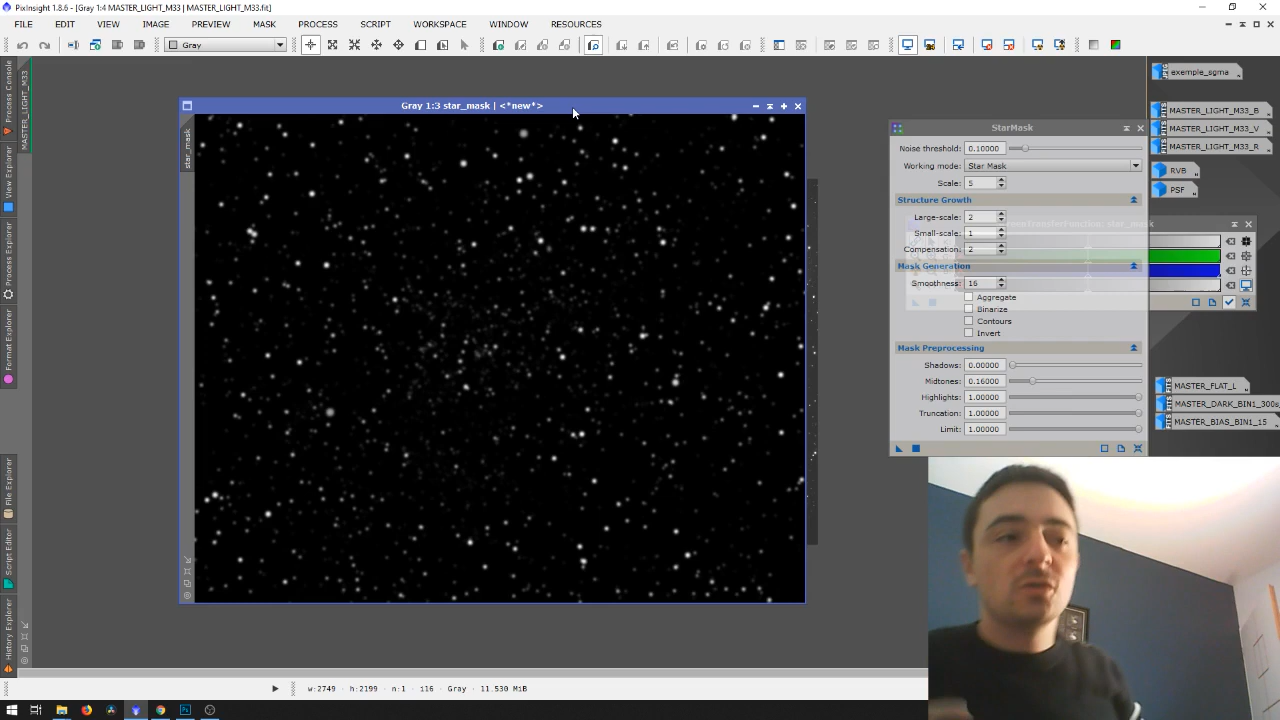 PixInsight 1.8.6 - [Gray 1:4 MASTER_LIGHT_M33 | MASTER_LIGHT_M33.fit]
FILE EDIT VIEW IMAGE PREVIEW MASK PROCESS SCRIPT WORKSPACE WINDOW RESOURCES
Gray
Process Console
View Explorer
Process Explorer
Format Explorer
File Explorer
Script Editor
History Explorer
MASTER_LIGHT_M33
Gray 1:3 star_mask | <*new*>
star_mask
StarMask
Noise threshold: 0.10000
Working mode: Star Mask
Scale: 5
Structure Growth
Large-scale: 2
Small-scale: 1
Compensation: 2
Mask Generation
Smoothness: 16
Aggregate
Binarize
Contours
Invert
Mask Preprocessing
Shadows: 0.00000
Midtones: 0.16000
Highlights: 1.00000
Truncation: 1.00000
Limit: 1.00000
exemple_sgma
MASTER_LIGHT_M33_B
MASTER_LIGHT_M33_V
MASTER_LIGHT_M33_R
RVB
PSF
MASTER_FLAT_L
MASTER_DARK_BIN1_300s
MASTER_BIAS_BIN1_15
w:2749 · h:2199 · n:1 · i16 · Gray · 11.530 MiB